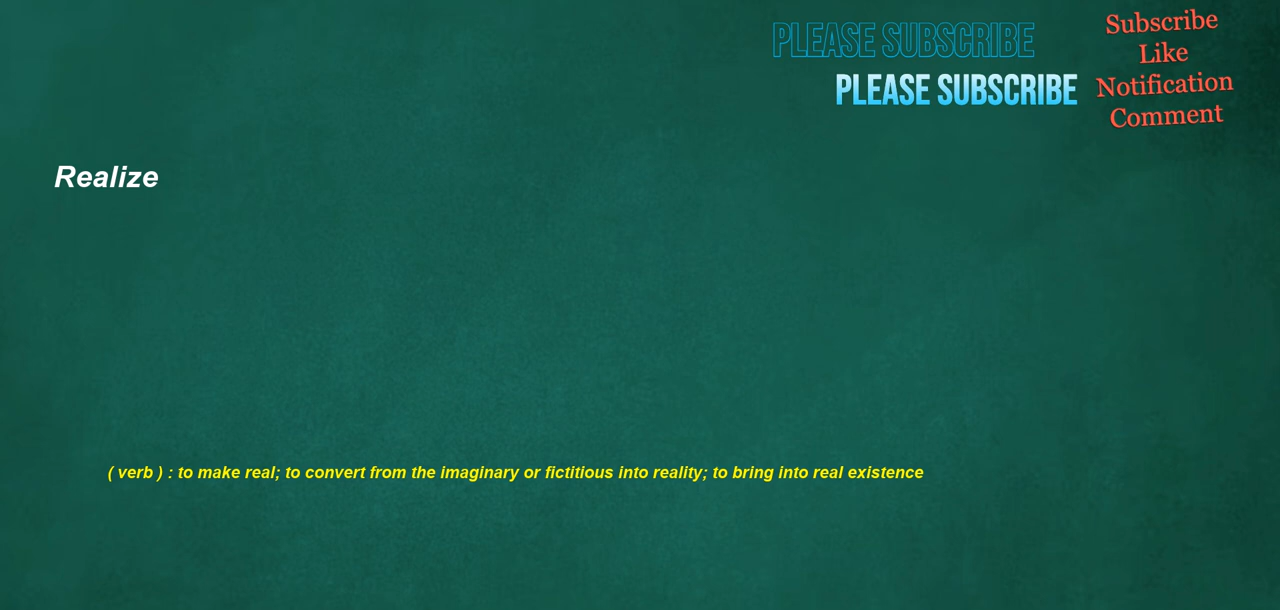 PLEASE SUBSCRIBE
PLEASE SUBSCRIBE
Subscribe
Like
Notification
Comment
Realize
( verb ) : to make real; to convert from the imaginary or fictitious into reality; to bring into real existence